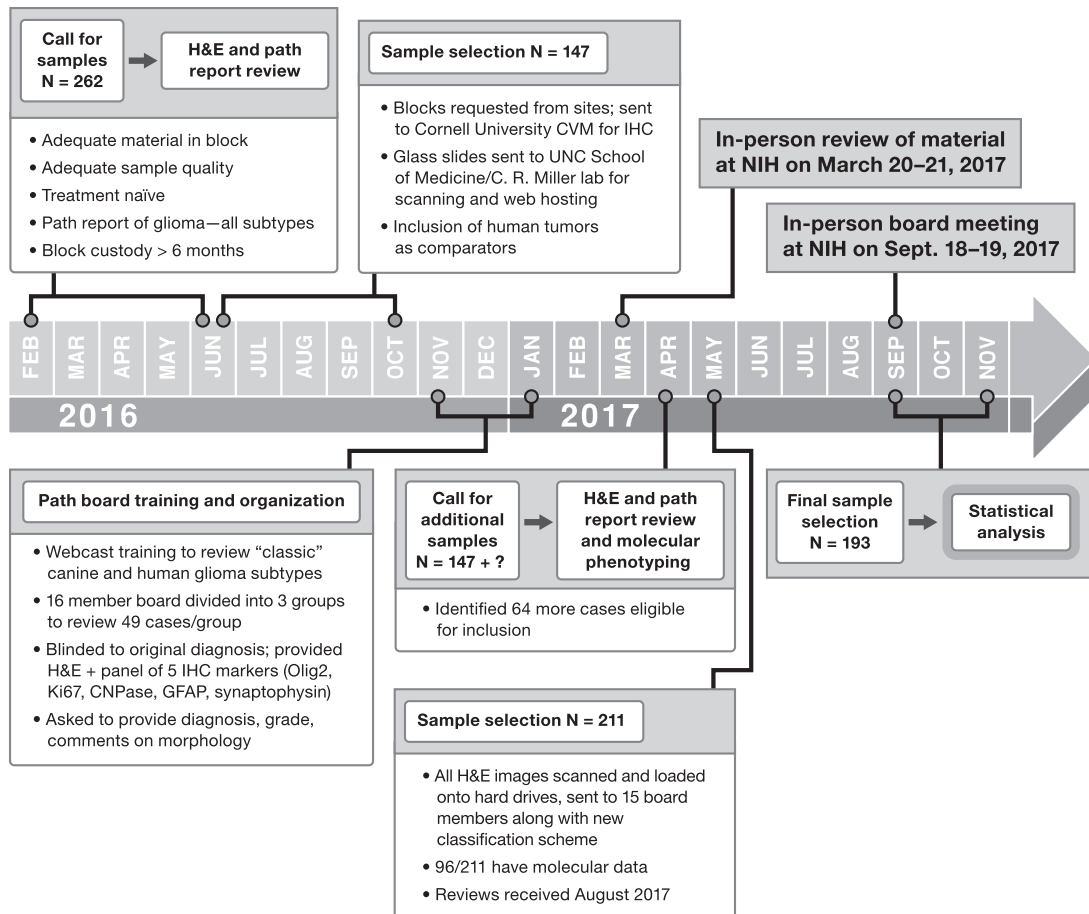 Call for
samples
N = 262
H&E and path
report review
• Adequate material in block
• Adequate sample quality
• Treatment naïve
• Path report of glioma—all subtypes
• Block custody > 6 months
Sample selection N = 147
• Blocks requested from sites; sent
to Cornell University CVM for IHC
• Glass slides sent to UNC School
of Medicine/C. R. Miller lab for
scanning and web hosting
• Inclusion of human tumors
as comparators
In-person review of material
at NIH on March 20–21, 2017
In-person board meeting
at NIH on Sept. 18–19, 2017
FEB
MAR
APR
MAY
JUN
JUL
AUG
SEP
OCT
NOV
DEC
JAN
FEB
MAR
APR
MAY
JUN
JUL
AUG
SEP
OCT
NOV
2016
2017
Path board training and organization
• Webcast training to review “classic”
canine and human glioma subtypes
• 16 member board divided into 3 groups
to review 49 cases/group
• Blinded to original diagnosis; provided
H&E + panel of 5 IHC markers (Olig2,
Ki67, CNPase, GFAP, synaptophysin)
• Asked to provide diagnosis, grade,
comments on morphology
Call for
additional
samples
N = 147 + ?
H&E and path
report review
and molecular
phenotyping
• Identified 64 more cases eligible
for inclusion
Sample selection N = 211
• All H&E images scanned and loaded
onto hard drives, sent to 15 board
members along with new
classification scheme
• 96/211 have molecular data
• Reviews received August 2017
Final sample
selection
N = 193
Statistical
analysis